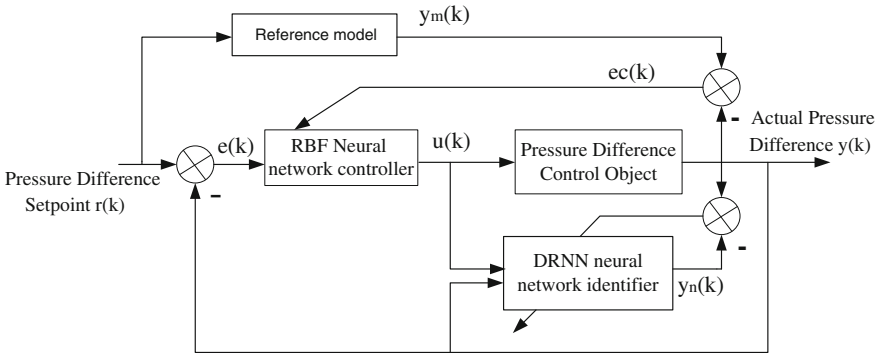 Reference model
ym(k)
ec(k)
Actual Pressure
Difference y(k)
e(k)
RBF Neural
network controller
u(k)
Pressure Difference
Control Object
Pressure Difference
Setpoint r(k)
DRNN neural
network identifier
yn(k)